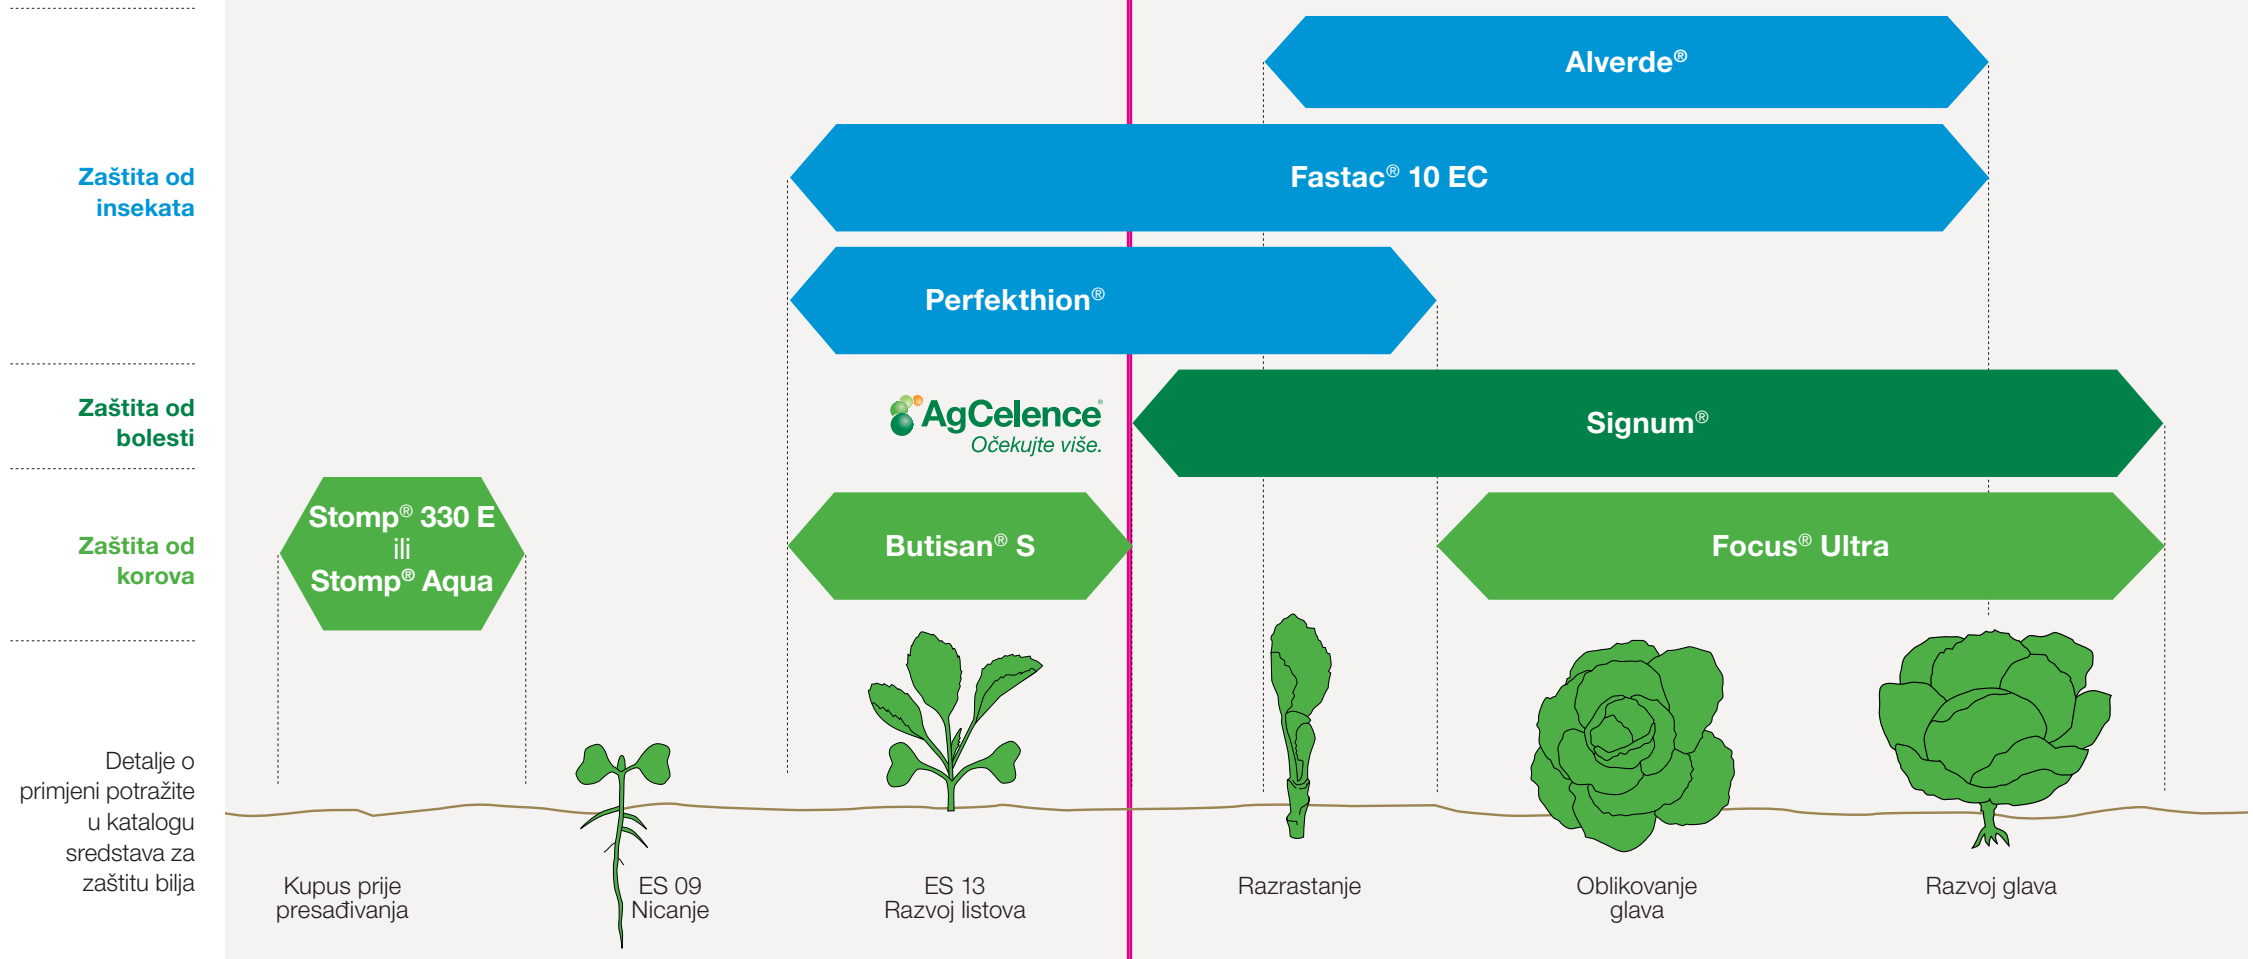 Alverde®
Zaštita od
insekata
Fastac® 10 EC
Perfekthion®
Zaštita od
bolesti
AgCelence®
Očekujte više.
Signum®
Zaštita od
korova
Stomp® 330 E
ili
Stomp® Aqua
Butisan® S
Focus® Ultra
Detalje o
primjeni potražite
u katalogu
sredstava za
zaštitu bilja
Kupus prije
presađivanja
ES 09
Nicanje
ES 13
Razvoj listova
Razrastanje
Oblikovanje
glava
Razvoj glava